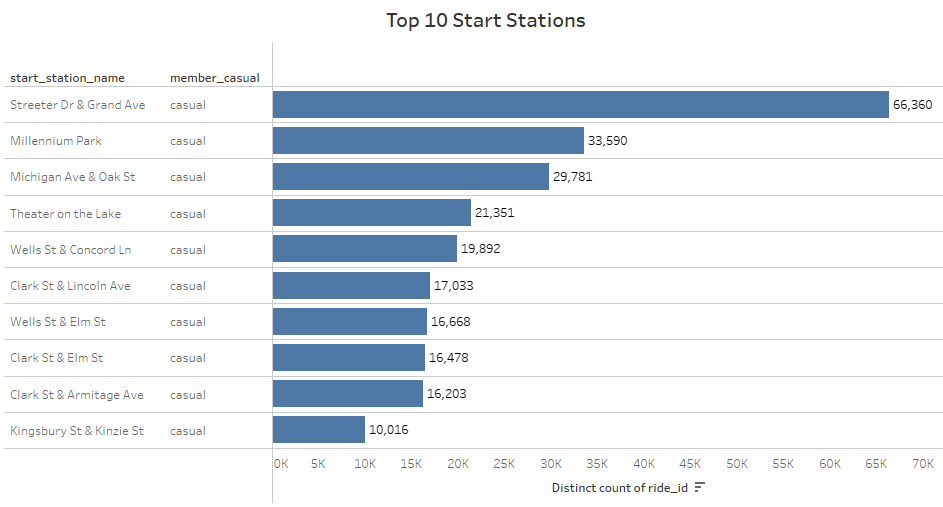 Top 10 Start Stations
start_station_name member_casual
Streeter Dr & Grand Ave casual 66,360
Millennium Park casual 33,590
Michigan Ave & Oak St casual 29,781
Theater on the Lake casual 21,351
Wells St & Concord Ln casual 19,892
Clark St & Lincoln Ave casual 17,033
Wells St & Elm St casual 16,668
Clark St & Elm St casual 16,478
Clark St & Armitage Ave casual 16,203
Kingsbury St & Kinzie St casual 10,016
0K 5K 10K 15K 20K 25K 30K 35K 40K 45K 50K 55K 60K 65K 70K
Distinct count of ride_id